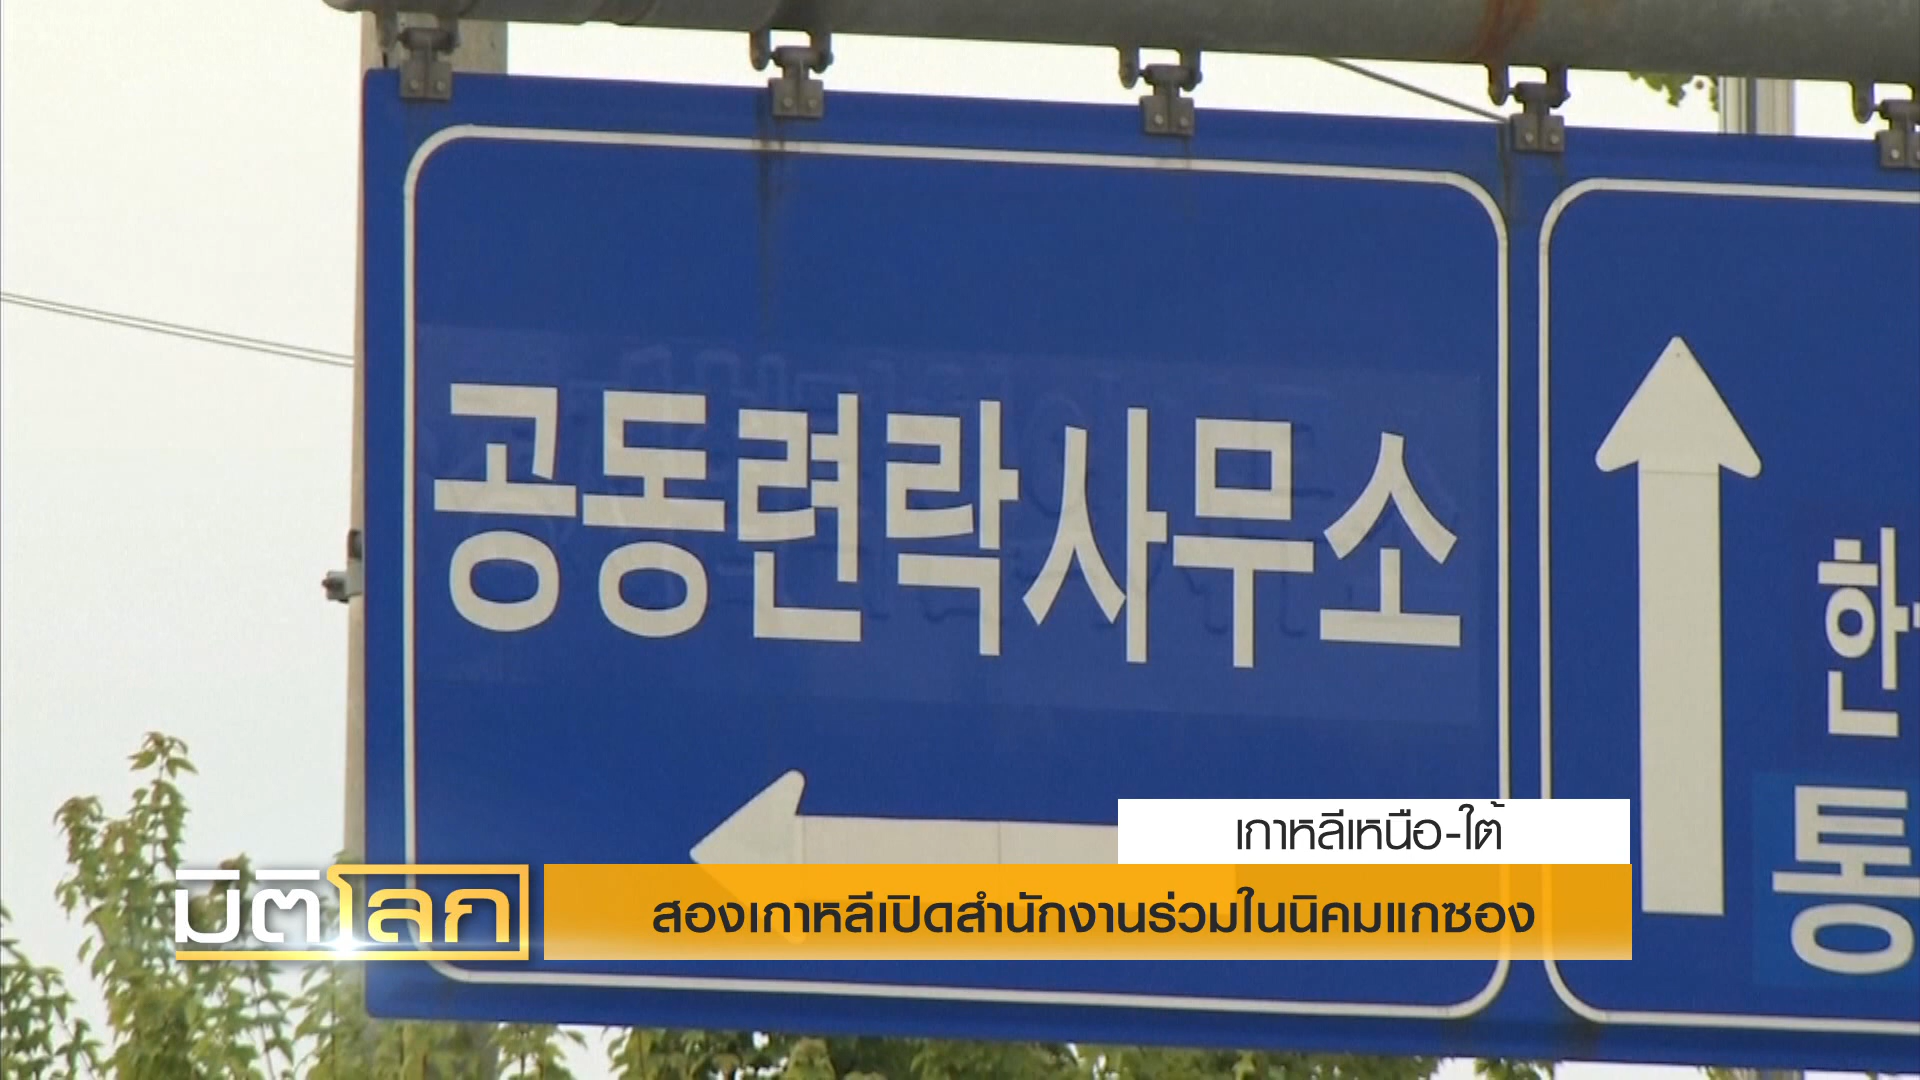 공동련락사무소
한
통
เกาหลีเหนือ-ใต้
มิติโลก
สองเกาหลีเปิดสำนักงานร่วมในนิคมแกซอง